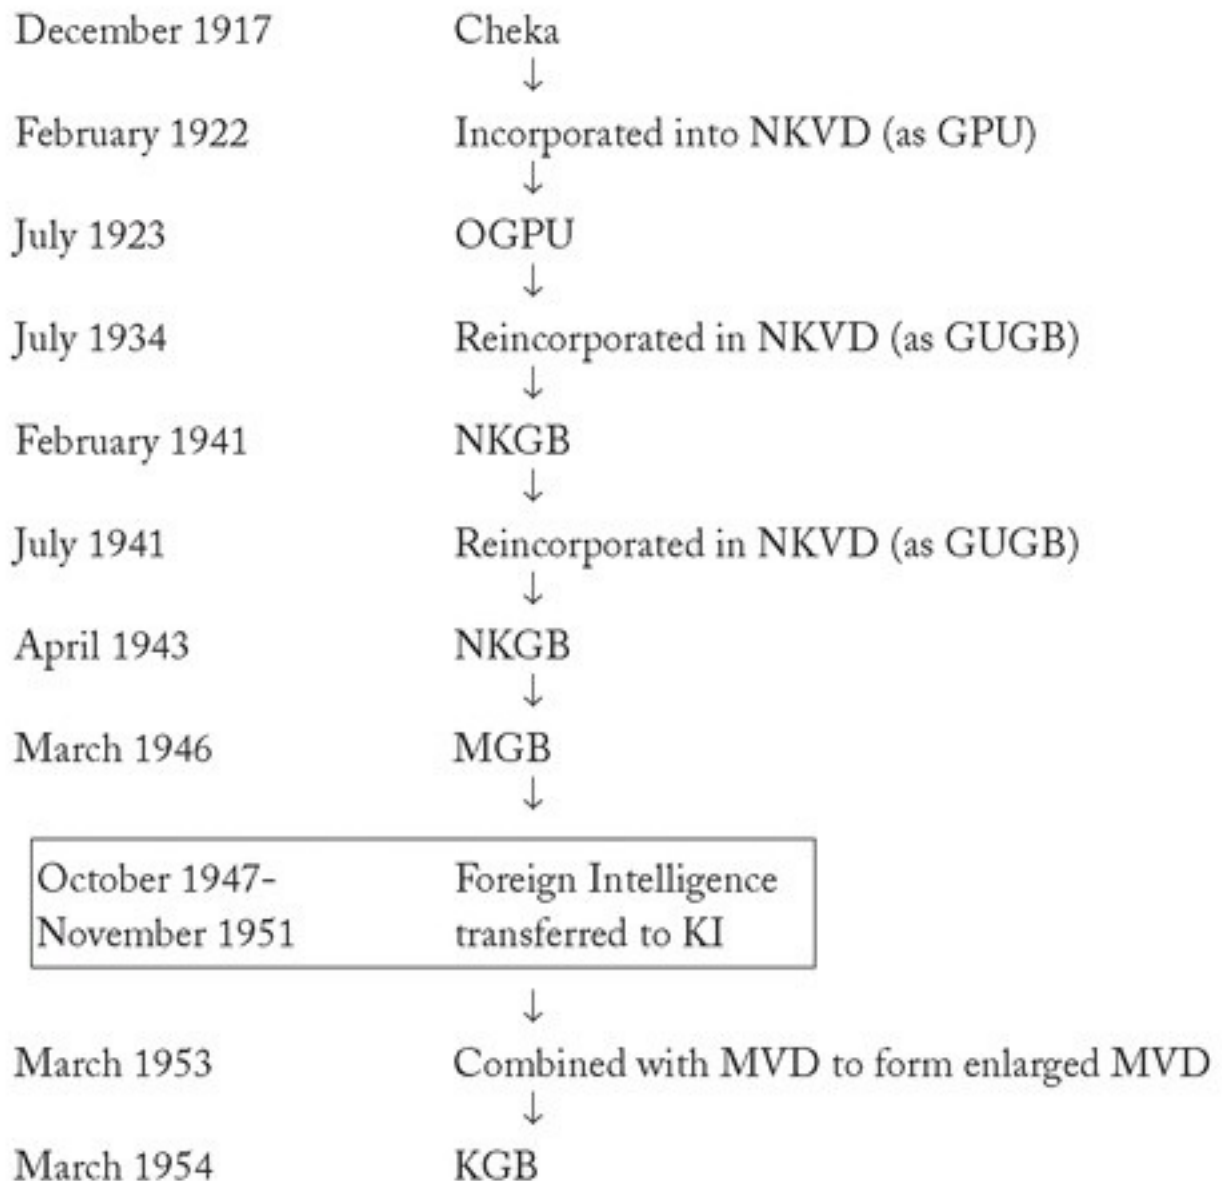 December 1917 Cheka
↓
February 1922 Incorporated into NKVD (as GPU)
↓
July 1923 OGPU
↓
July 1934 Reincorporated in NKVD (as GUGB)
↓
February 1941 NKGB
↓
July 1941 Reincorporated in NKVD (as GUGB)
↓
April 1943 NKGB
↓
March 1946 MGB
↓
October 1947- Foreign Intelligence
November 1951 transferred to KI
↓
March 1953 Combined with MVD to form enlarged MVD
↓
March 1954 KGB